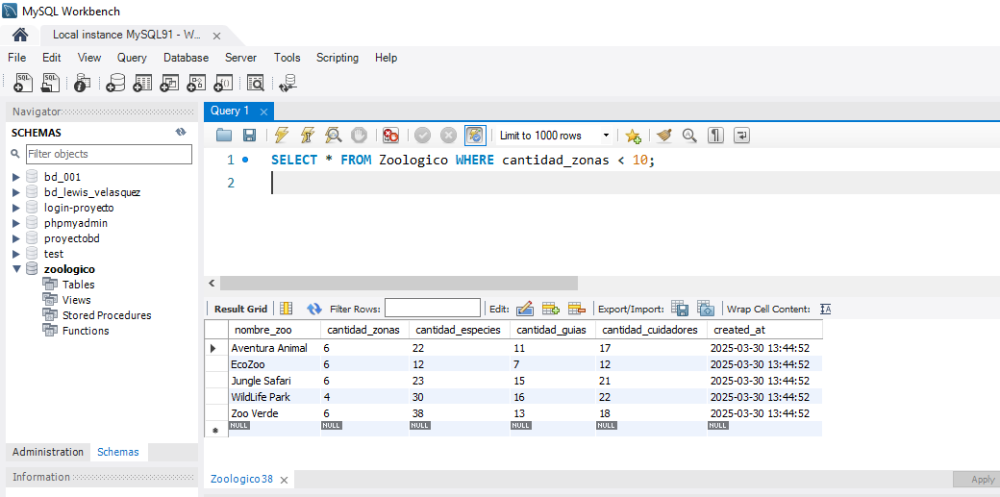 MySQL Workbench
Local instance MySQL91 - W... ×
File Edit View Query Database Server Tools Scripting Help
Navigator
SCHEMAS
Filter objects
bd_001
bd_lewis_velasquez
login-proyecto
phpmyadmin
proyectobd
test
zoologico
Tables
Views
Stored Procedures
Functions
Administration Schemas
Information
Query 1 ×
Limit to 1000 rows
1 SELECT * FROM Zoologico WHERE cantidad_zonas < 10;
2
Result Grid Filter Rows: Edit: Export/Import: Wrap Cell Content:
nombre_zoo cantidad_zonas cantidad_especies cantidad_guias cantidad_cuidadores created_at
Aventura Animal 6 22 11 17 2025-03-30 13:44:52
EcoZoo 6 12 7 12 2025-03-30 13:44:52
Jungle Safari 6 23 15 21 2025-03-30 13:44:52
WildLife Park 4 30 16 22 2025-03-30 13:44:52
Zoo Verde 6 38 13 18 2025-03-30 13:44:52
NULL NULL NULL NULL NULL NULL
Zoologico38 ×
Apply